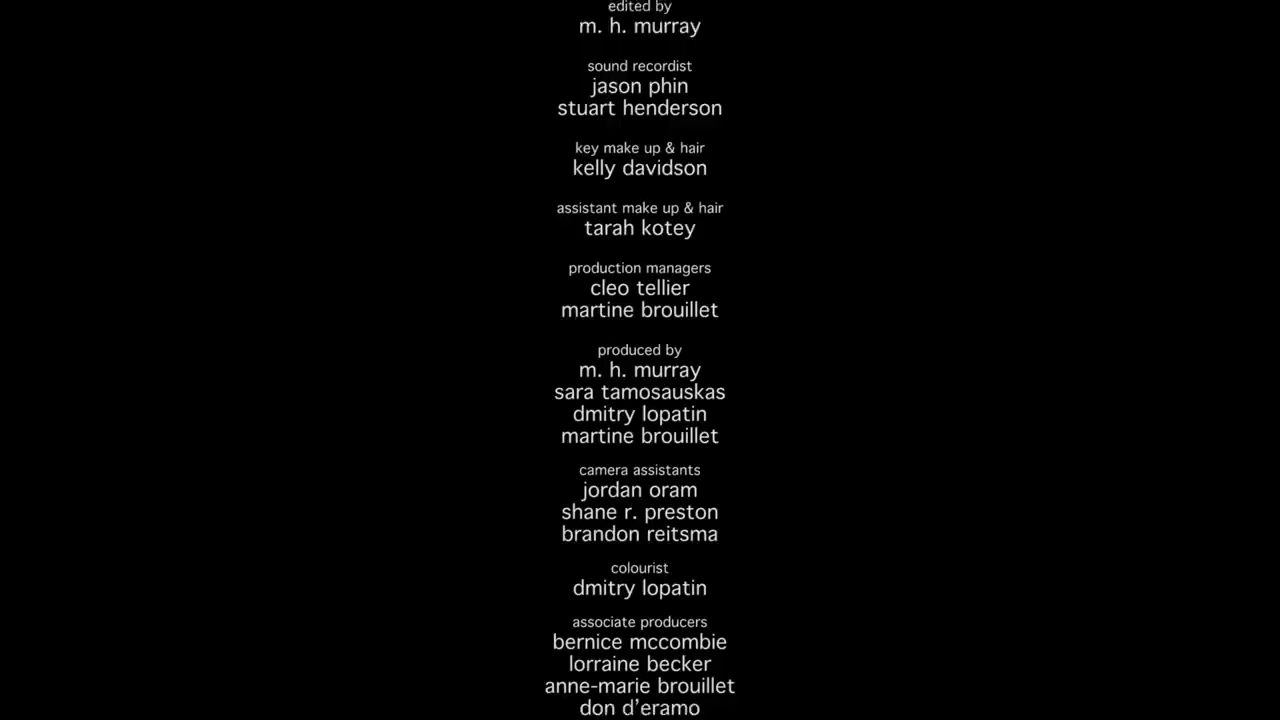 edited by
m. h. murray
sound recordist
jason phin
stuart henderson
key make up & hair
kelly davidson
assistant make up & hair
tarah kotey
production managers
cleo tellier
martine brouillet
produced by
m. h. murray
sara tamosauskas
dmitry lopatin
martine brouillet
camera assistants
jordan oram
shane r. preston
brandon reitsma
colourist
dmitry lopatin
associate producers
bernice mccombie
lorraine becker
anne-marie brouillet
don d’eramo